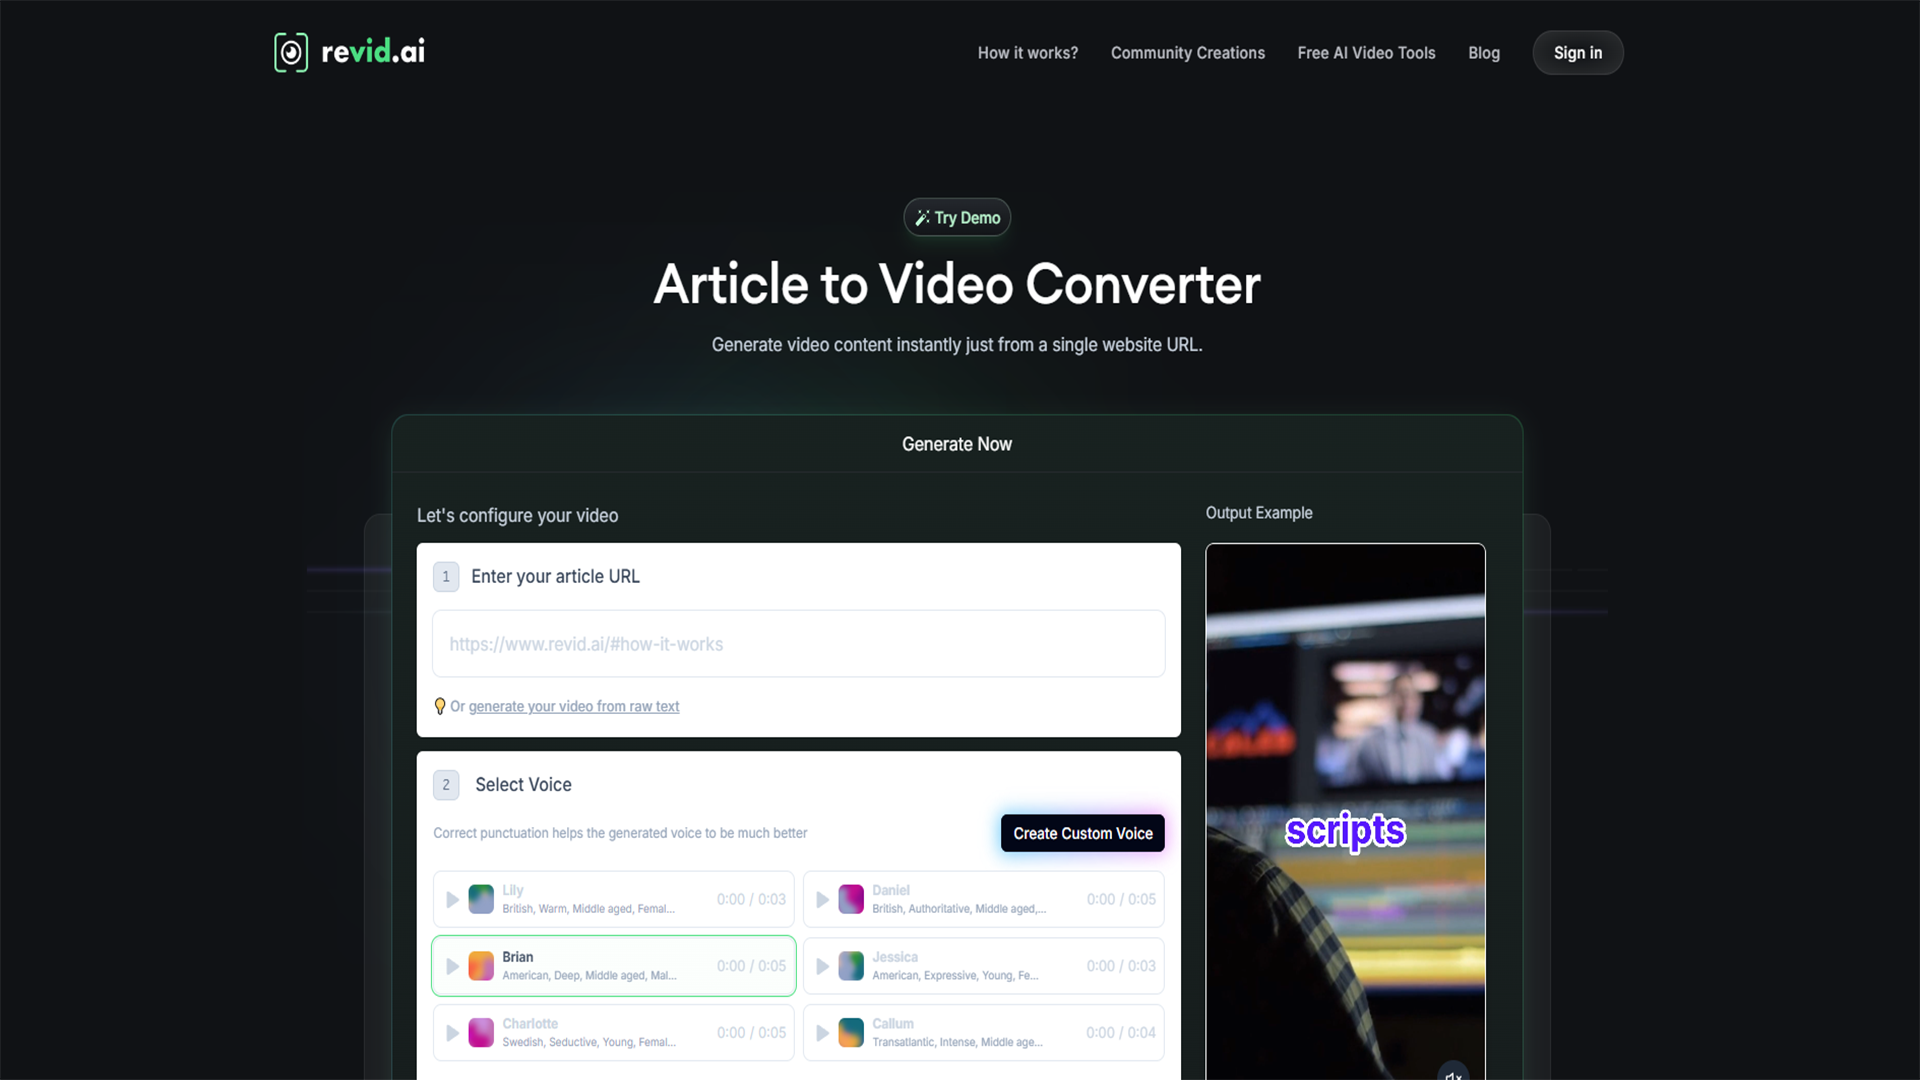 revid.ai
How it works?
Community Creations
Free AI Video Tools
Blog
Sign in
Try Demo
Article to Video Converter
Generate video content instantly just from a single website URL.
Generate Now
Let's configure your video
Output Example
1 Enter your article URL
https://www.revid.ai/#how-it-works
Or generate your video from raw text
2 Select Voice
Correct punctuation helps the generated voice to be much better
Create Custom Voice
Lily
British, Warm, Middle aged, Femal...
0:00 / 0:03
Daniel
British, Authoritative, Middle aged,...
0:00 / 0:05
Brian
American, Deep, Middle aged, Mal...
0:00 / 0:05
Jessica
American, Expressive, Young, Fe...
0:00 / 0:03
Charlotte
Swedish, Seductive, Young, Femal...
0:00 / 0:05
Callum
Transatlantic, Intense, Middle age...
0:00 / 0:04
scripts